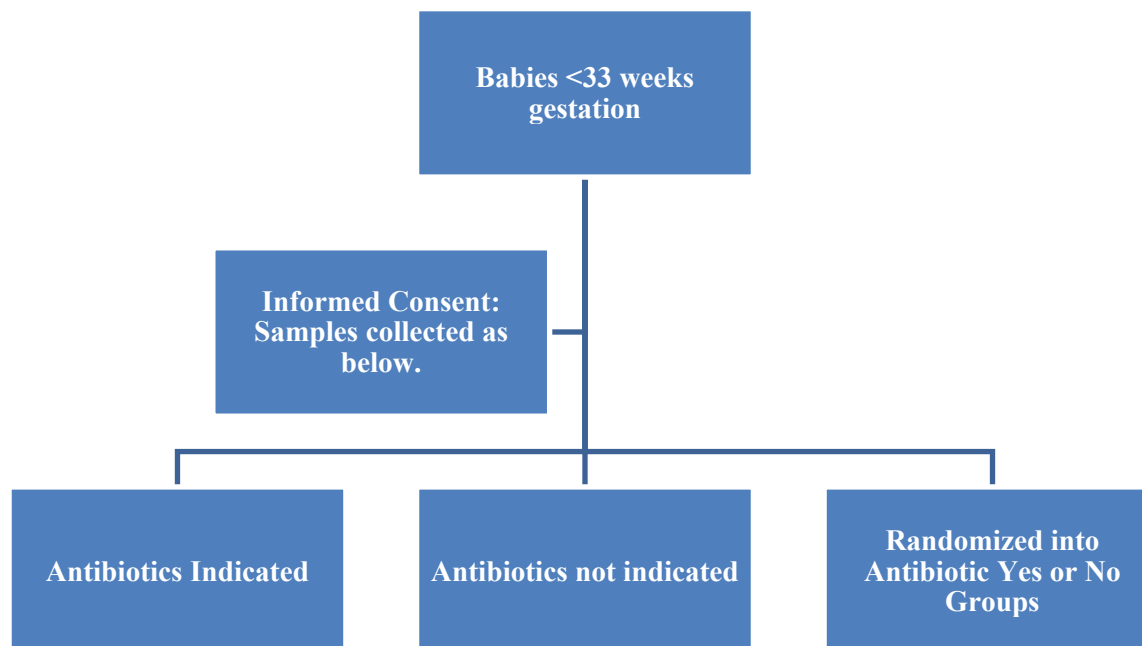 Babies <33 weeks
gestation
Informed Consent:
Samples collected as
below.
Antibiotics Indicated
Antibiotics not indicated
Randomized into
Antibiotic Yes or No
Groups